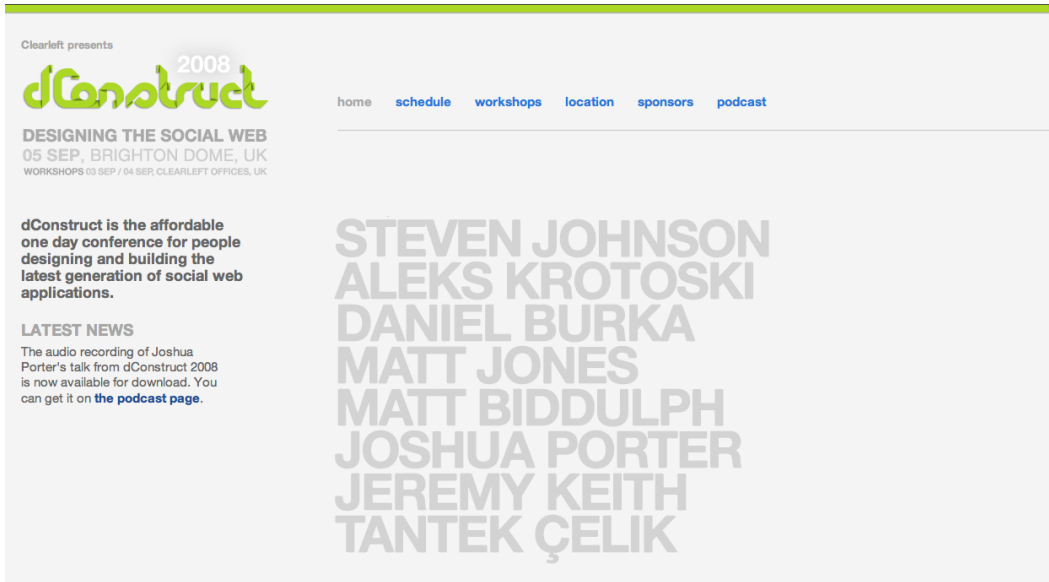 Clearleft presents
2008
dConstruct
DESIGNING THE SOCIAL WEB
05 SEP, BRIGHTON DOME, UK
WORKSHOPS 03 SEP / 04 SEP, CLEARLEFT OFFICES, UK
home schedule workshops location sponsors podcast
dConstruct is the affordable
one day conference for people
designing and building the
latest generation of social web
applications.
LATEST NEWS
The audio recording of Joshua
Porter's talk from dConstruct 2008
is now available for download. You
can get it on the podcast page.
STEVEN JOHNSON
ALEKS KROTOSKI
DANIEL BURKA
MATT JONES
MATT BIDDULPH
JOSHUA PORTER
JEREMY KEITH
TANTEK ÇELIK